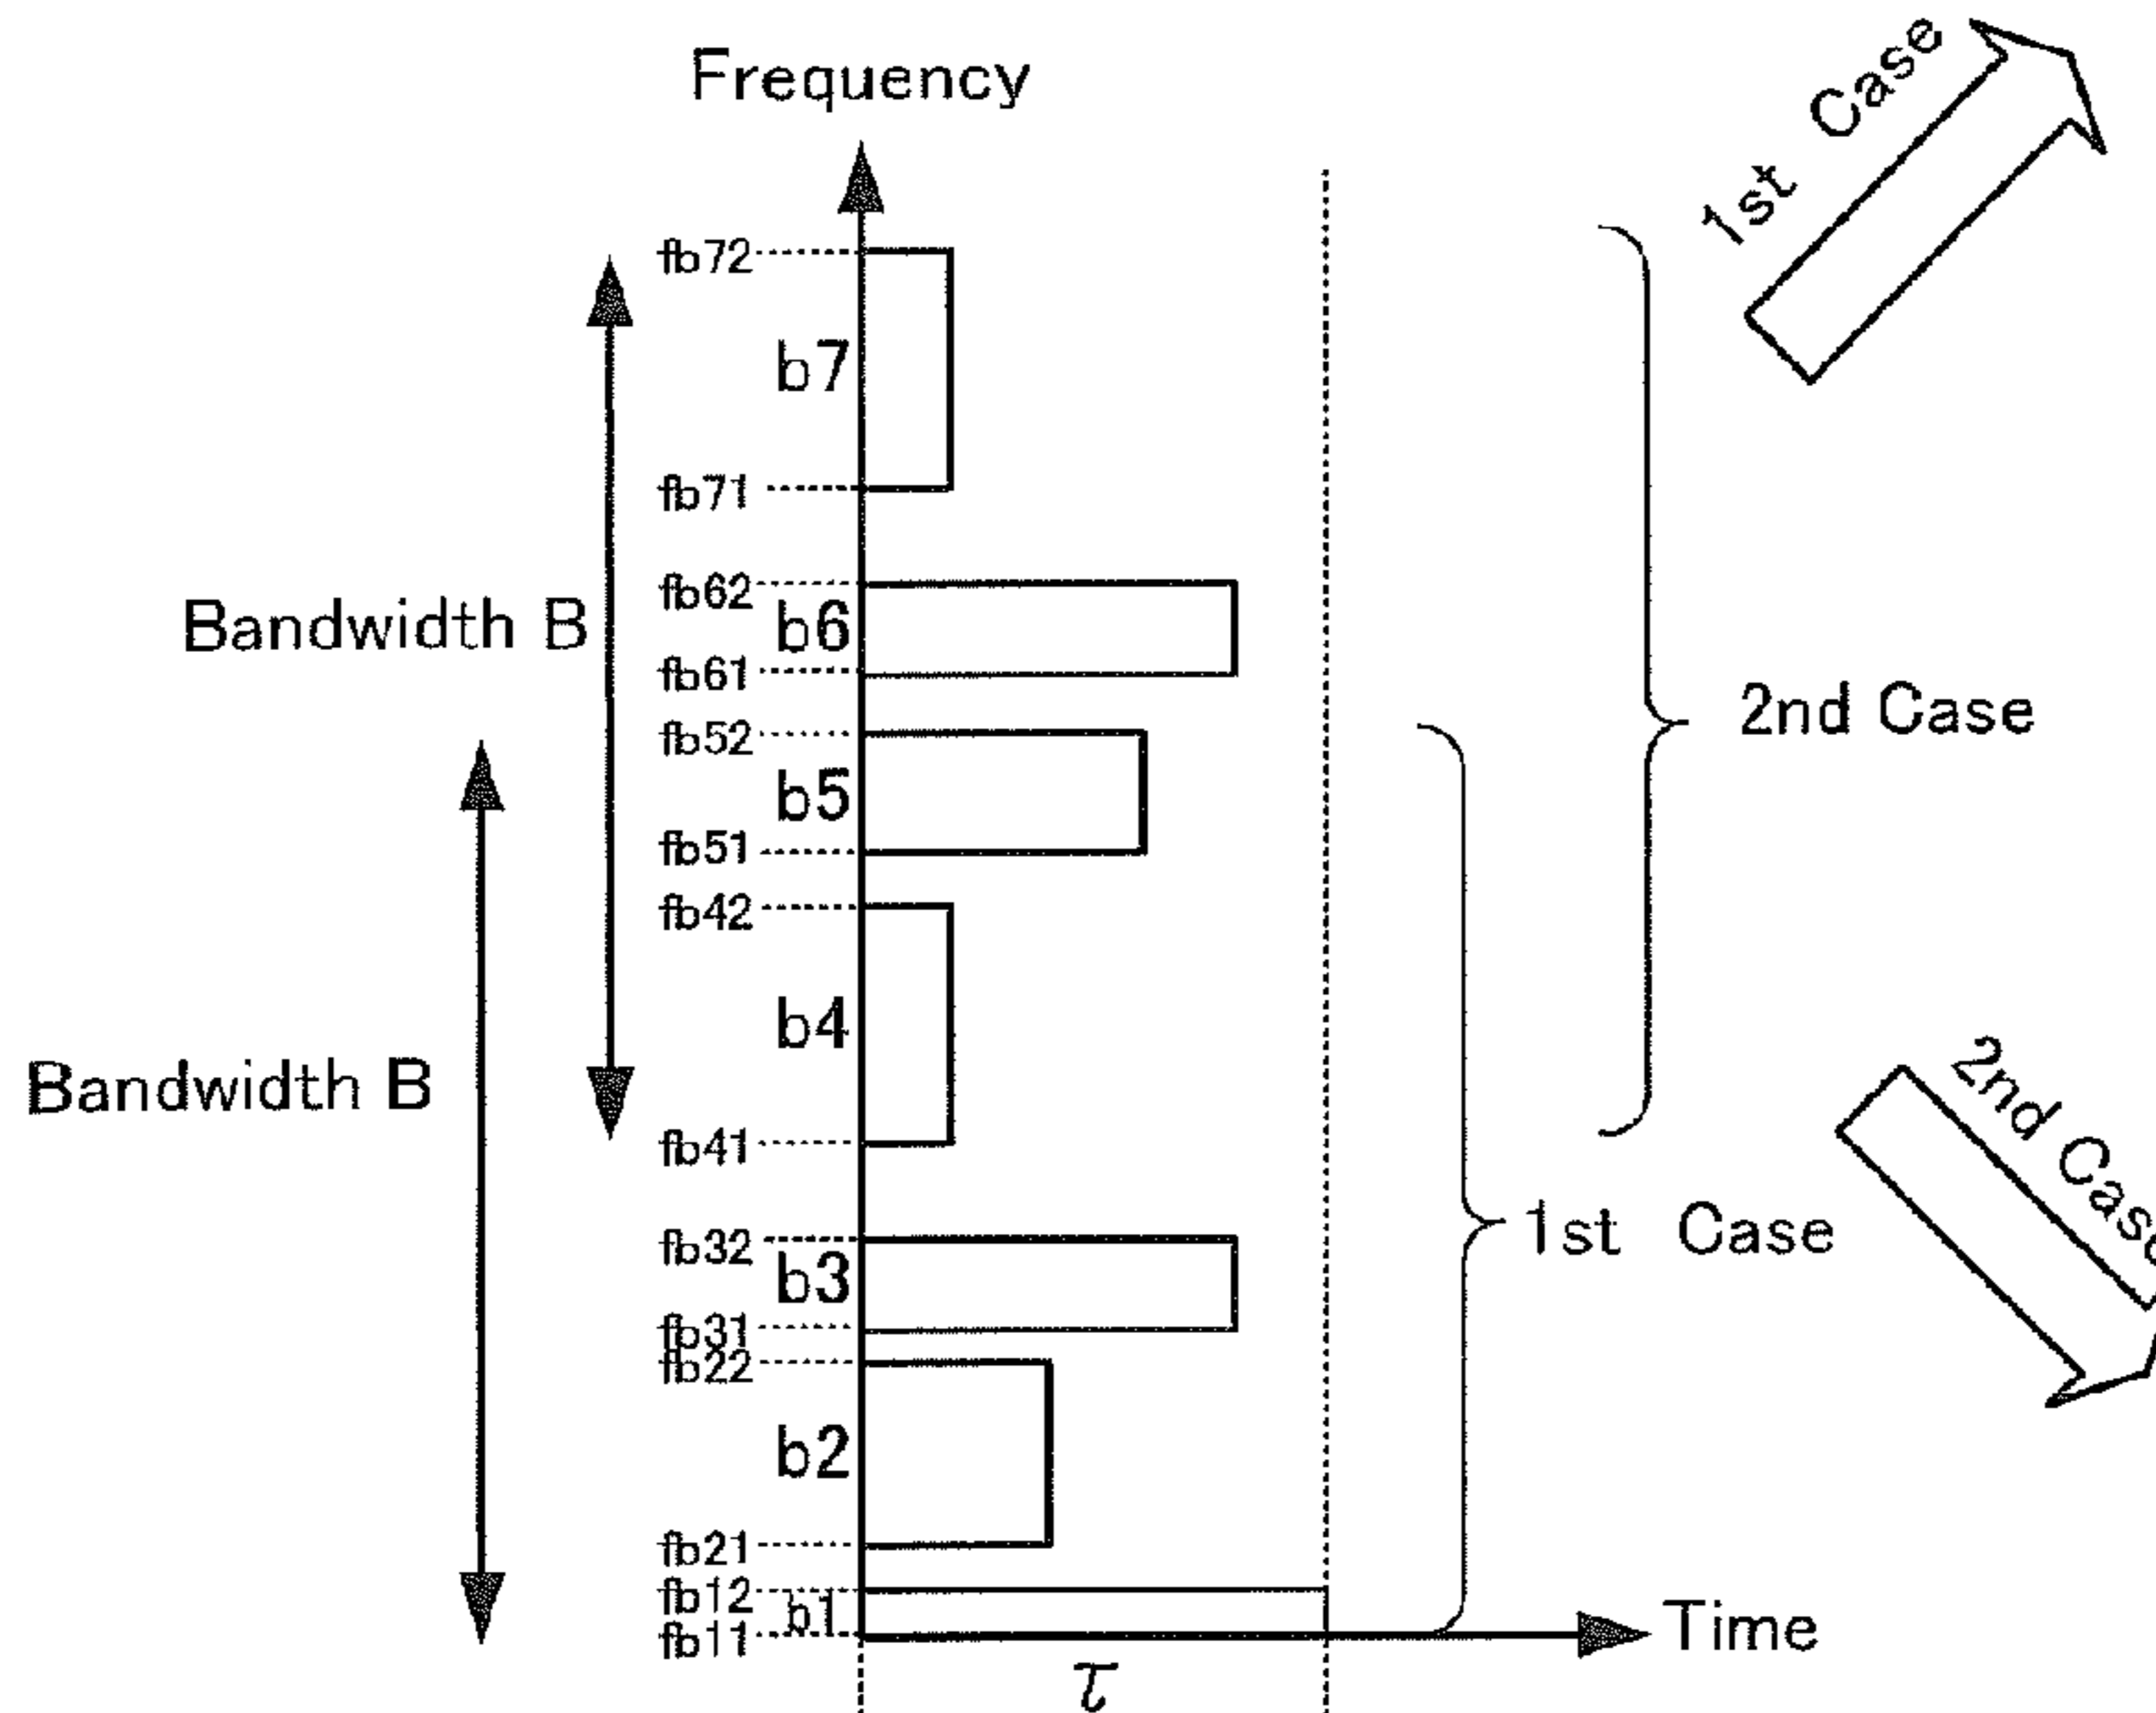 Frequency
1st Case
fb72
b7
fb71
fb62
Bandwidth B
b6
fb61
2nd Case
fb52
b5
fb51
fb42
b4
Bandwidth B
2nd Case
fb41
fb32
1st Case
b3
fb31
fb22
b2
fb21
fb12
b1
Time
fb11
τ